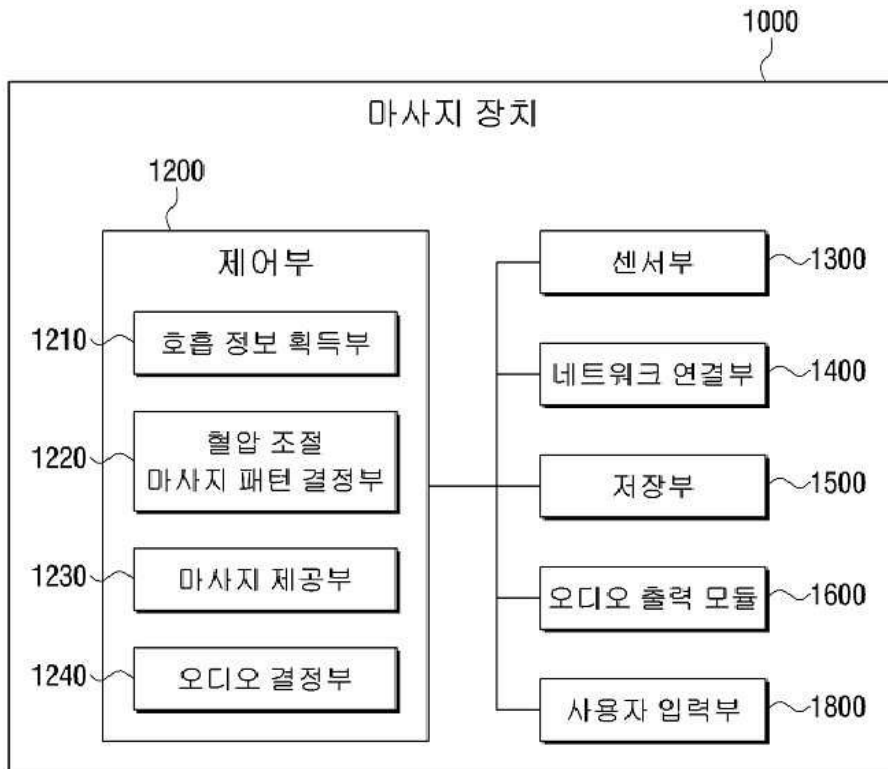 1000
마사지 장치
1200
제어부
1210
호흡 정보 획득부
1220
혈압 조절
마사지 패턴 결정부
1230
마사지 제공부
1240
오디오 결정부
센서부
1300
네트워크 연결부
1400
저장부
1500
오디오 출력 모듈
1600
사용자 입력부
1800